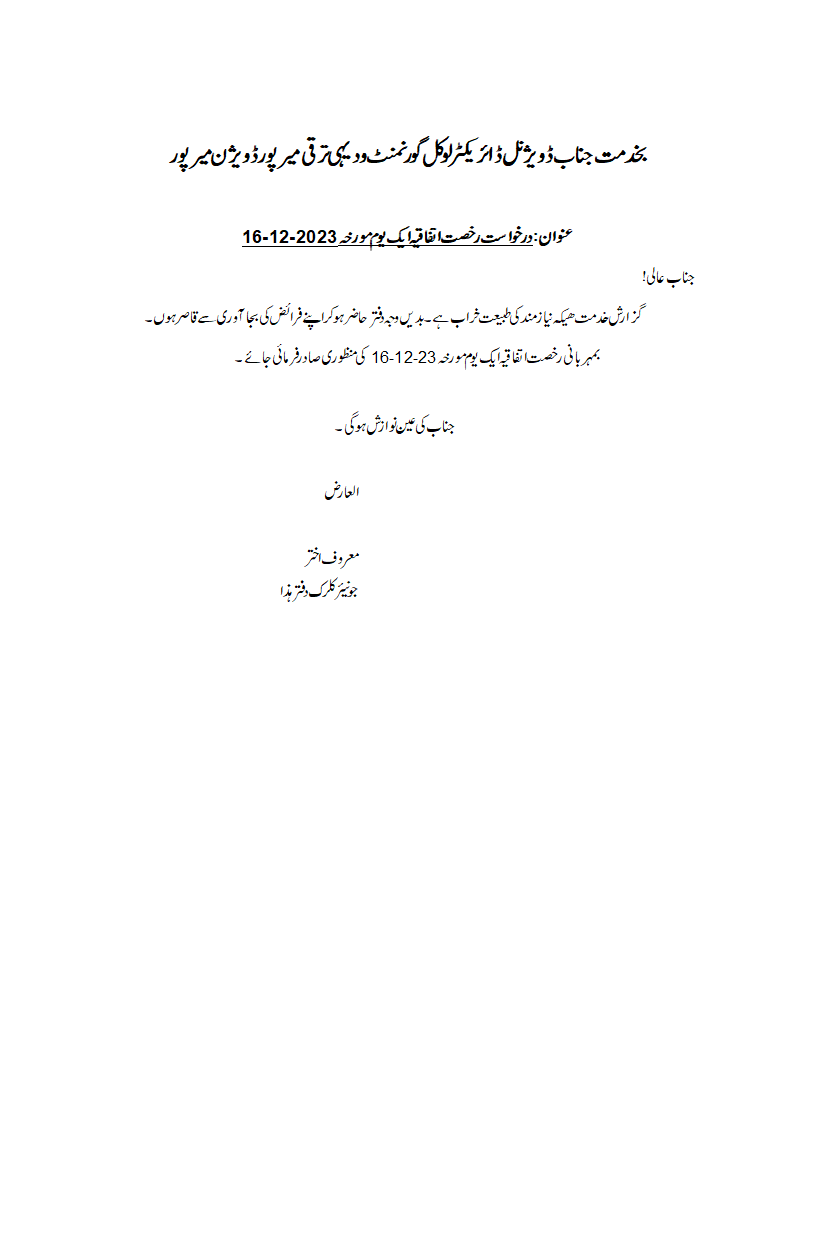 بخدمت جناب ڈویژنل ڈائریکٹر لوکل گورنمنٹ و دیہی ترقی میرپور ڈویژن میرپور
عنوان: درخواست رخصت اتفاقیہ ایک یوم مورخہ 16-12-2023
جناب عالی!
گزارش خدمت ھیکہ نیازمند کی طبیعت خراب ہے۔ بدیں وجہ دفتر حاضر ہو کر اپنے فرائض کی بجا آوری سے قاصر ہوں۔
بمہربانی رخصت اتفاقیہ ایک یوم مورخہ 16-12-23 کی منظوری صادر فرمائی جائے۔
جناب کی عین نوازش ہو گی۔
العارض
معروف اختر
جونیئر کلرک دفتر ہذا